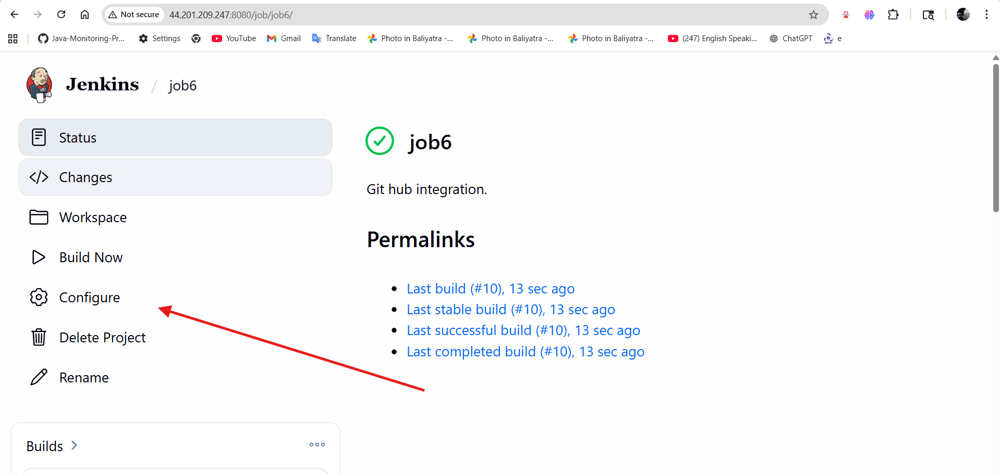 Not secure 44.201.209.247:8080/job/job6/
Java-Monitoring-Pr... Settings YouTube Gmail Translate Photo in Baliyatra -... Photo in Baliyatra -... Photo in Baliyatra -... (247) English Speaki... ChatGPT e
Jenkins / job6
Status
Changes
Workspace
Build Now
Configure
Delete Project
Rename
Builds
job6
Git hub integration.
Permalinks
Last build (#10), 13 sec ago
Last stable build (#10), 13 sec ago
Last successful build (#10), 13 sec ago
Last completed build (#10), 13 sec ago